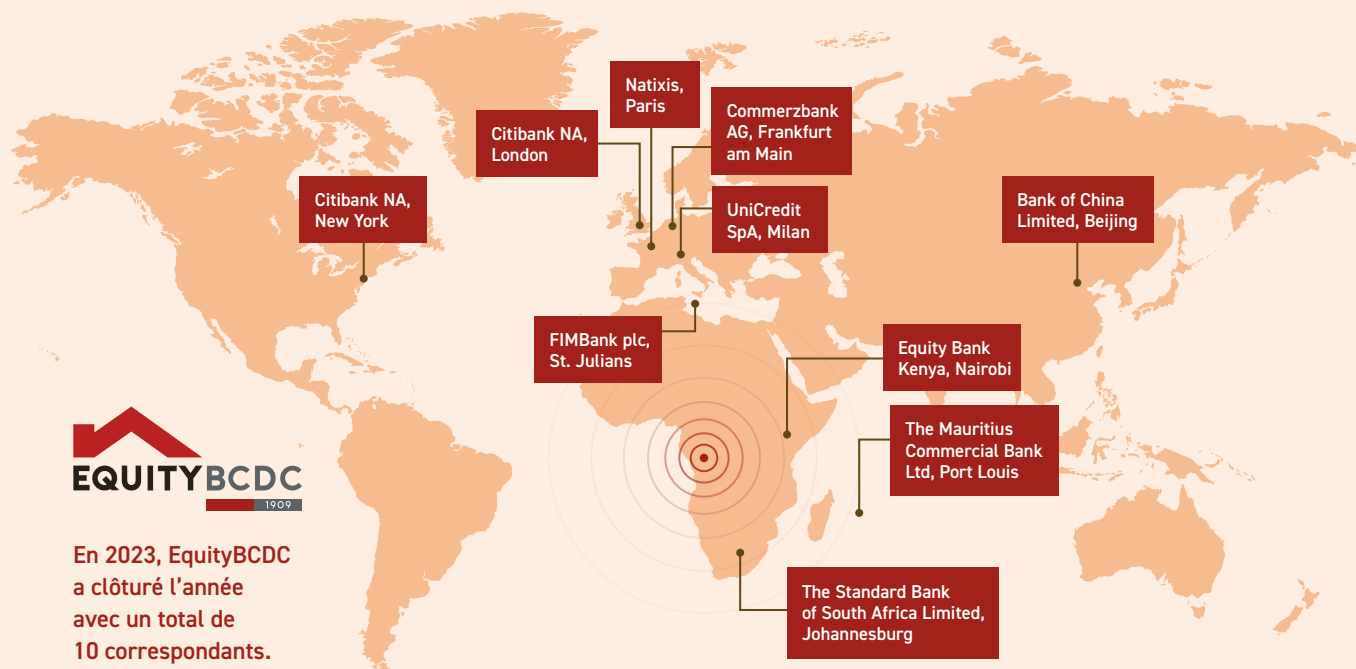 Natixis,
Paris
Commerzbank
AG, Frankfurt
am Main
Citibank NA,
London
Citibank NA,
New York
UniCredit
SpA, Milan
Bank of China
Limited, Beijing
FIMBank plc,
St. Julians
Equity Bank
Kenya, Nairobi
The Mauritius
Commercial Bank
Ltd, Port Louis
The Standard Bank
of South Africa Limited,
Johannesburg
EQUITYBCDC
1909
En 2023, EquityBCDC
a clôturé l’année
avec un total de
10 correspondants.